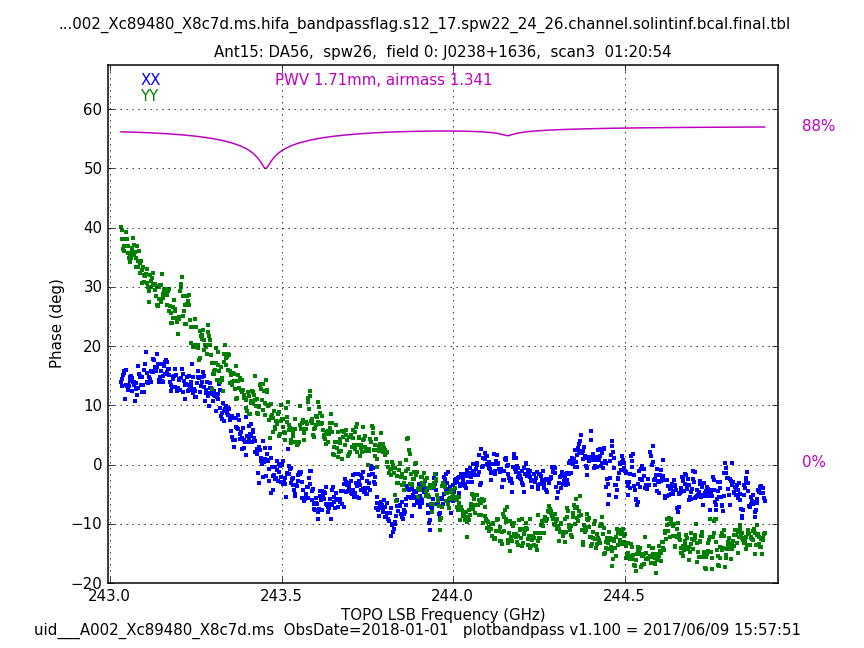 ...002_Xc89480_X8c7d.ms.hifa_bandpassflag.s12_17.spw22_24_26.channel.solintinf.bcal.final.tbl
Ant15: DA56,  spw26,  field 0: J0238+1636,  scan3  01:20:54
XX
PWV 1.71mm, airmass 1.341
YY
60
88%
50
40
30
20
10
0
0%
−10
−20
Phase (deg)
243.0
243.5
244.0
244.5
TOPO LSB Frequency (GHz)
uid___A002_Xc89480_X8c7d.ms  ObsDate=2018-01-01   plotbandpass v1.100 = 2017/06/09 15:57:51